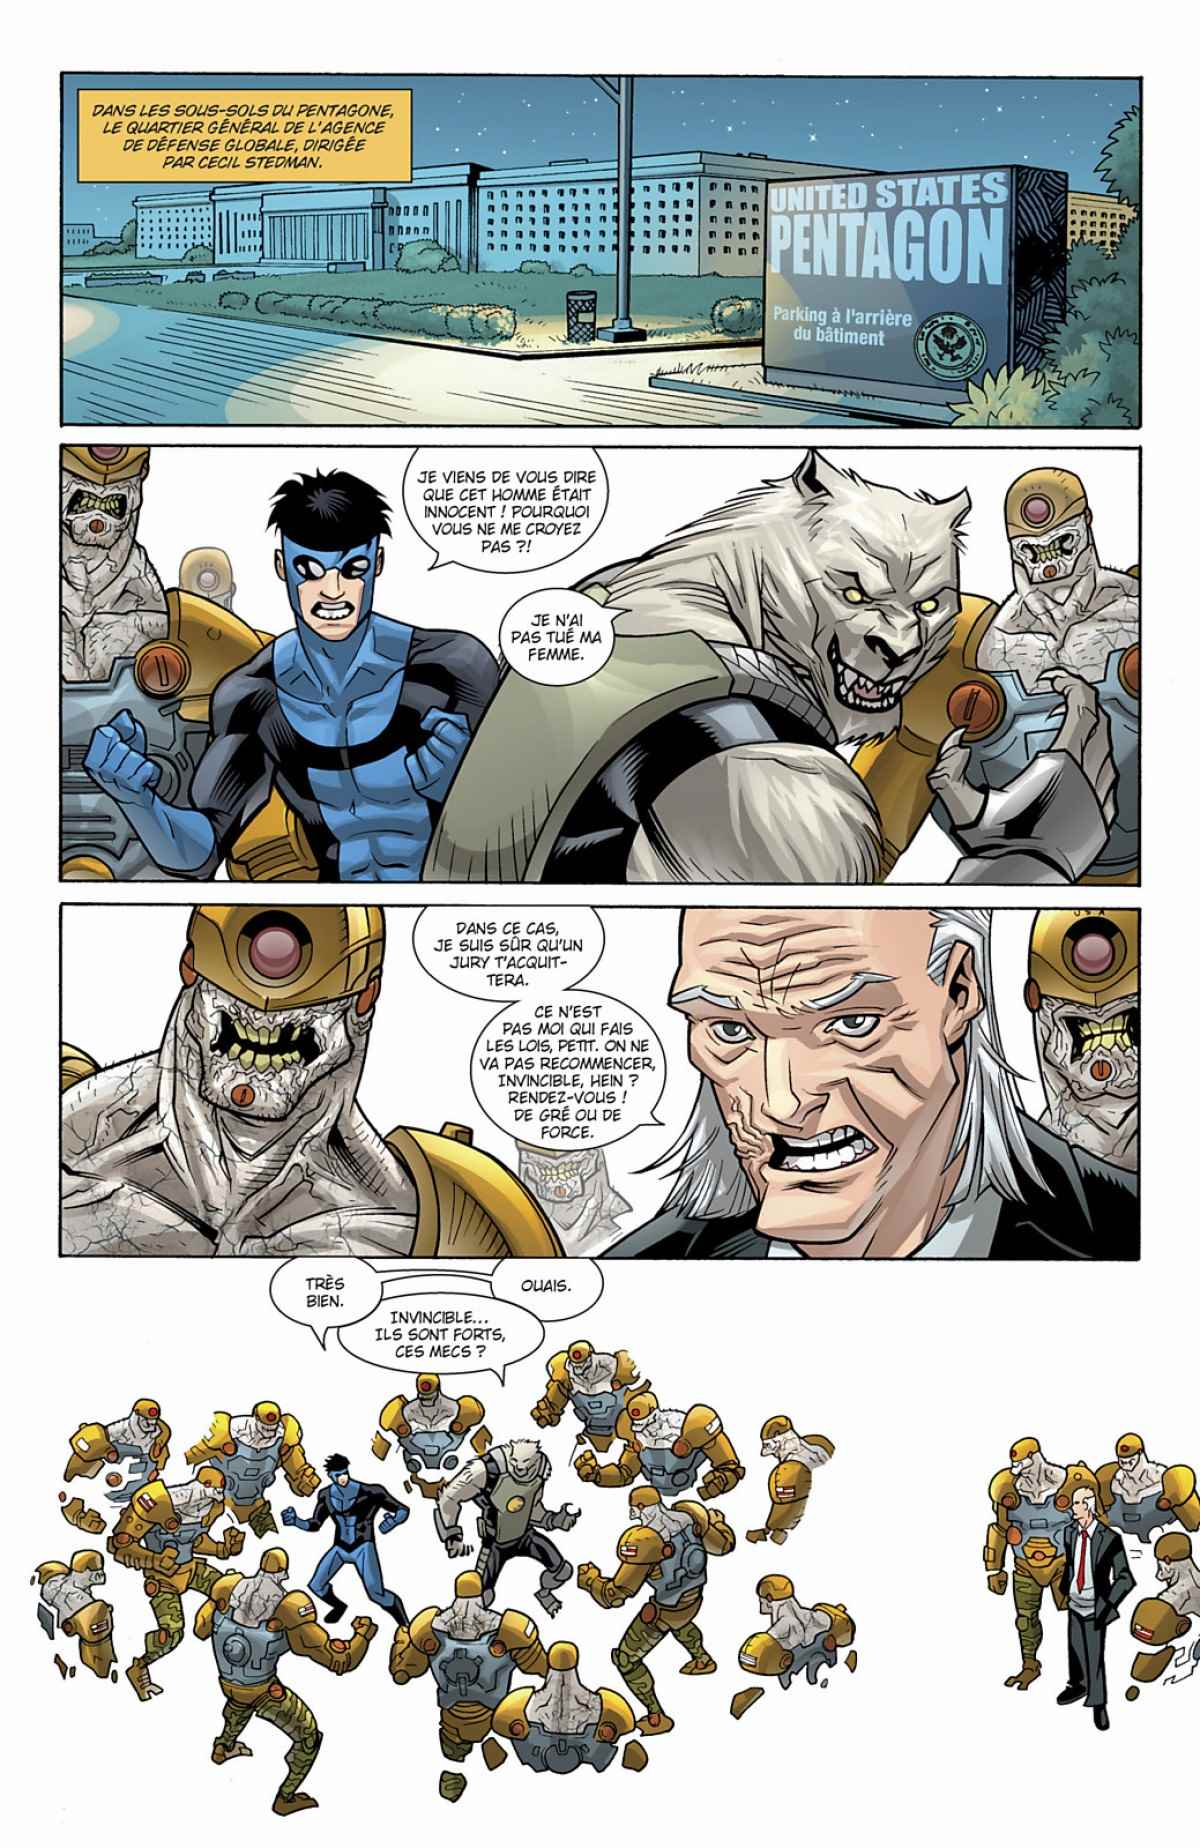 DANS LES SOUS-SOLS DU PENTAGONE,
LE QUARTIER GÉNÉRAL DE L'AGENCE
DE DÉFENSE GLOBALE, DIRIGÉE
PAR CECIL STEDMAN.
UNITED STATES
PENTAGON
Parking à l'arrière
du bâtiment
JE VIENS DE VOUS DIRE
QUE CET HOMME ÉTAIT
INNOCENT ! POURQUOI
VOUS NE ME CROYEZ
PAS ?!
JE N'AI
PAS TUÉ MA
FEMME.
DANS CE CAS,
JE SUIS SÛR QU'UN
JURY T'ACQUIT-
TERA.
CE N'EST
PAS MOI QUI FAIS
LES LOIS, PETIT. ON NE
VA PAS RECOMMENCER,
INVINCIBLE, HEIN ?
RENDEZ-VOUS !
DE GRÉ OU DE
FORCE.
USA
TRÈS
BIEN.
OUAIS.
INVINCIBLE...
ILS SONT FORTS,
CES MECS ?